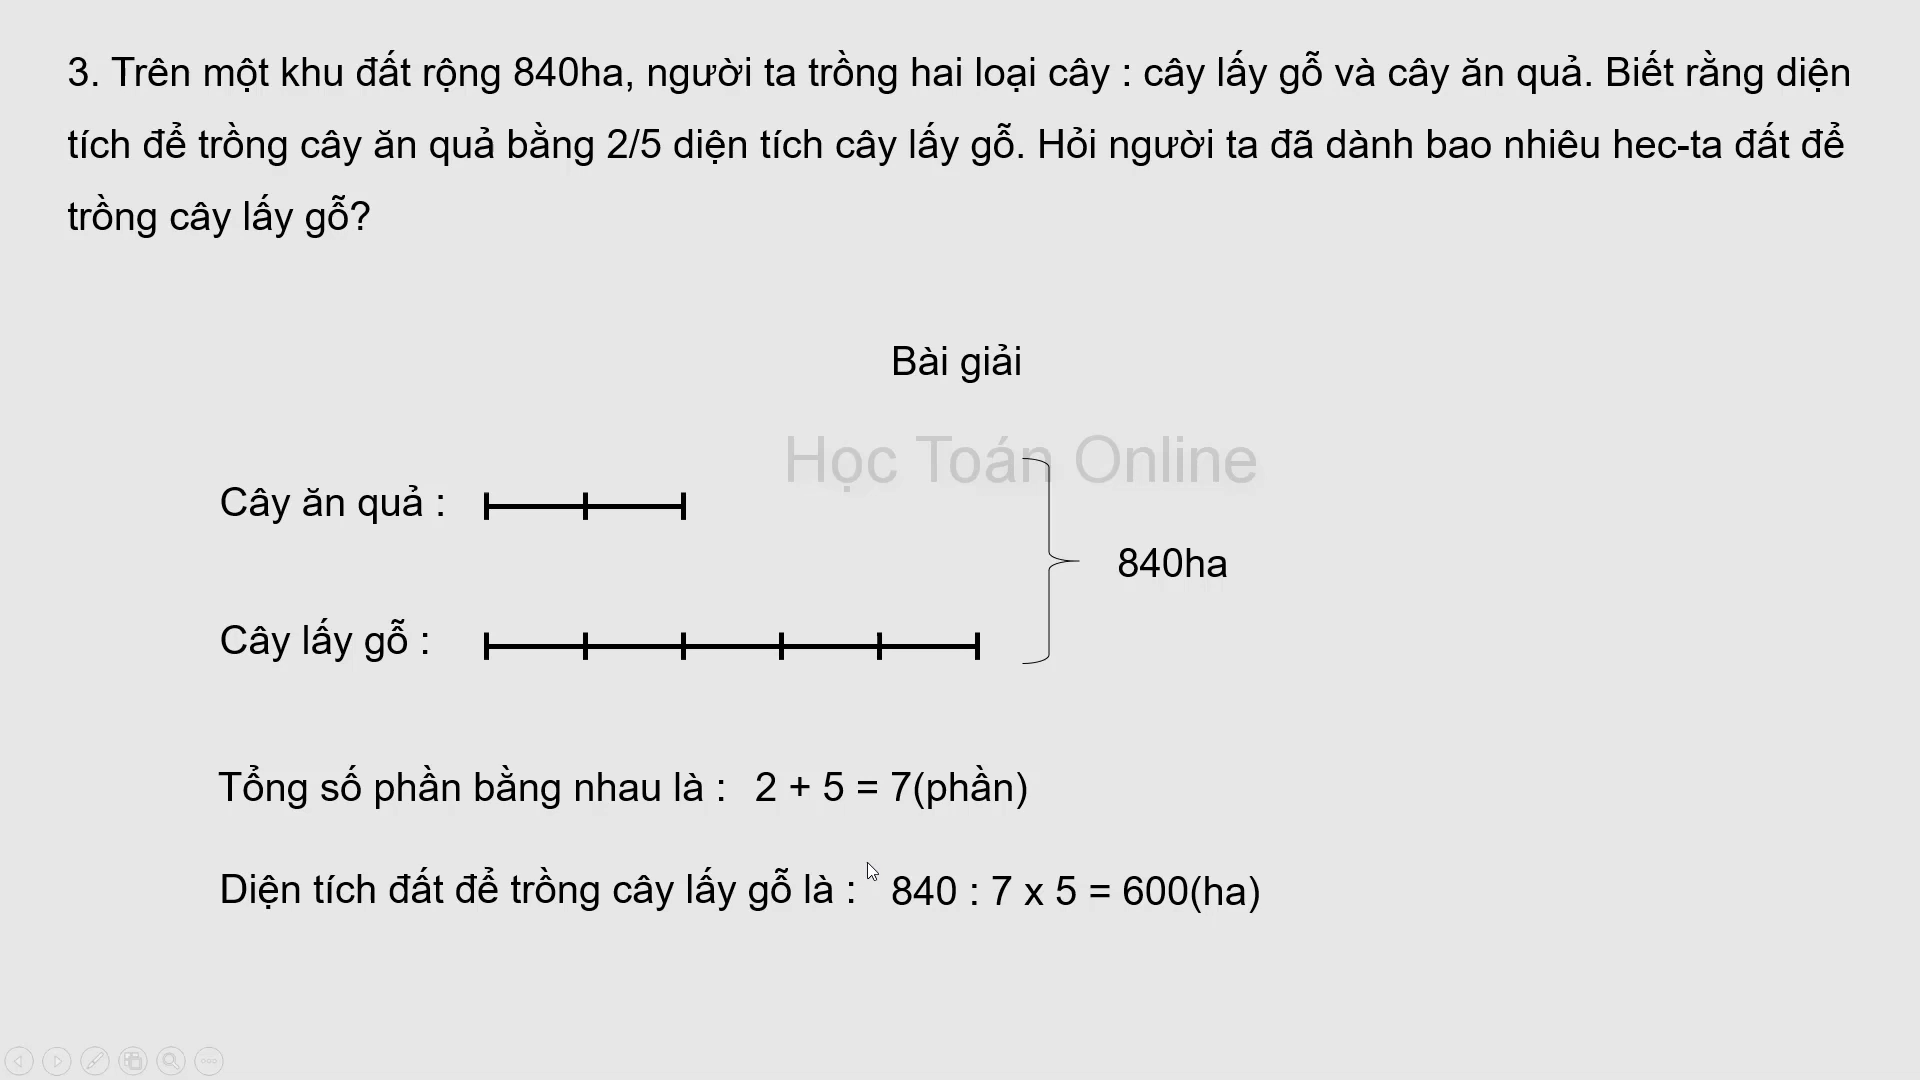 3. Trên một khu đất rộng 840ha, người ta trồng hai loại cây : cây lấy gỗ và cây ăn quả. Biết rằng diện
tích để trồng cây ăn quả bằng 2/5 diện tích cây lấy gỗ. Hỏi người ta đã dành bao nhiêu hec-ta đất để
trồng cây lấy gỗ?
Bài giải
Học Toán Online
Cây ăn quả :
840ha
Cây lấy gỗ :
Tổng số phần bằng nhau là : 2 + 5 = 7(phần)
Diện tích đất để trồng cây lấy gỗ là : 840 : 7 x 5 = 600(ha)